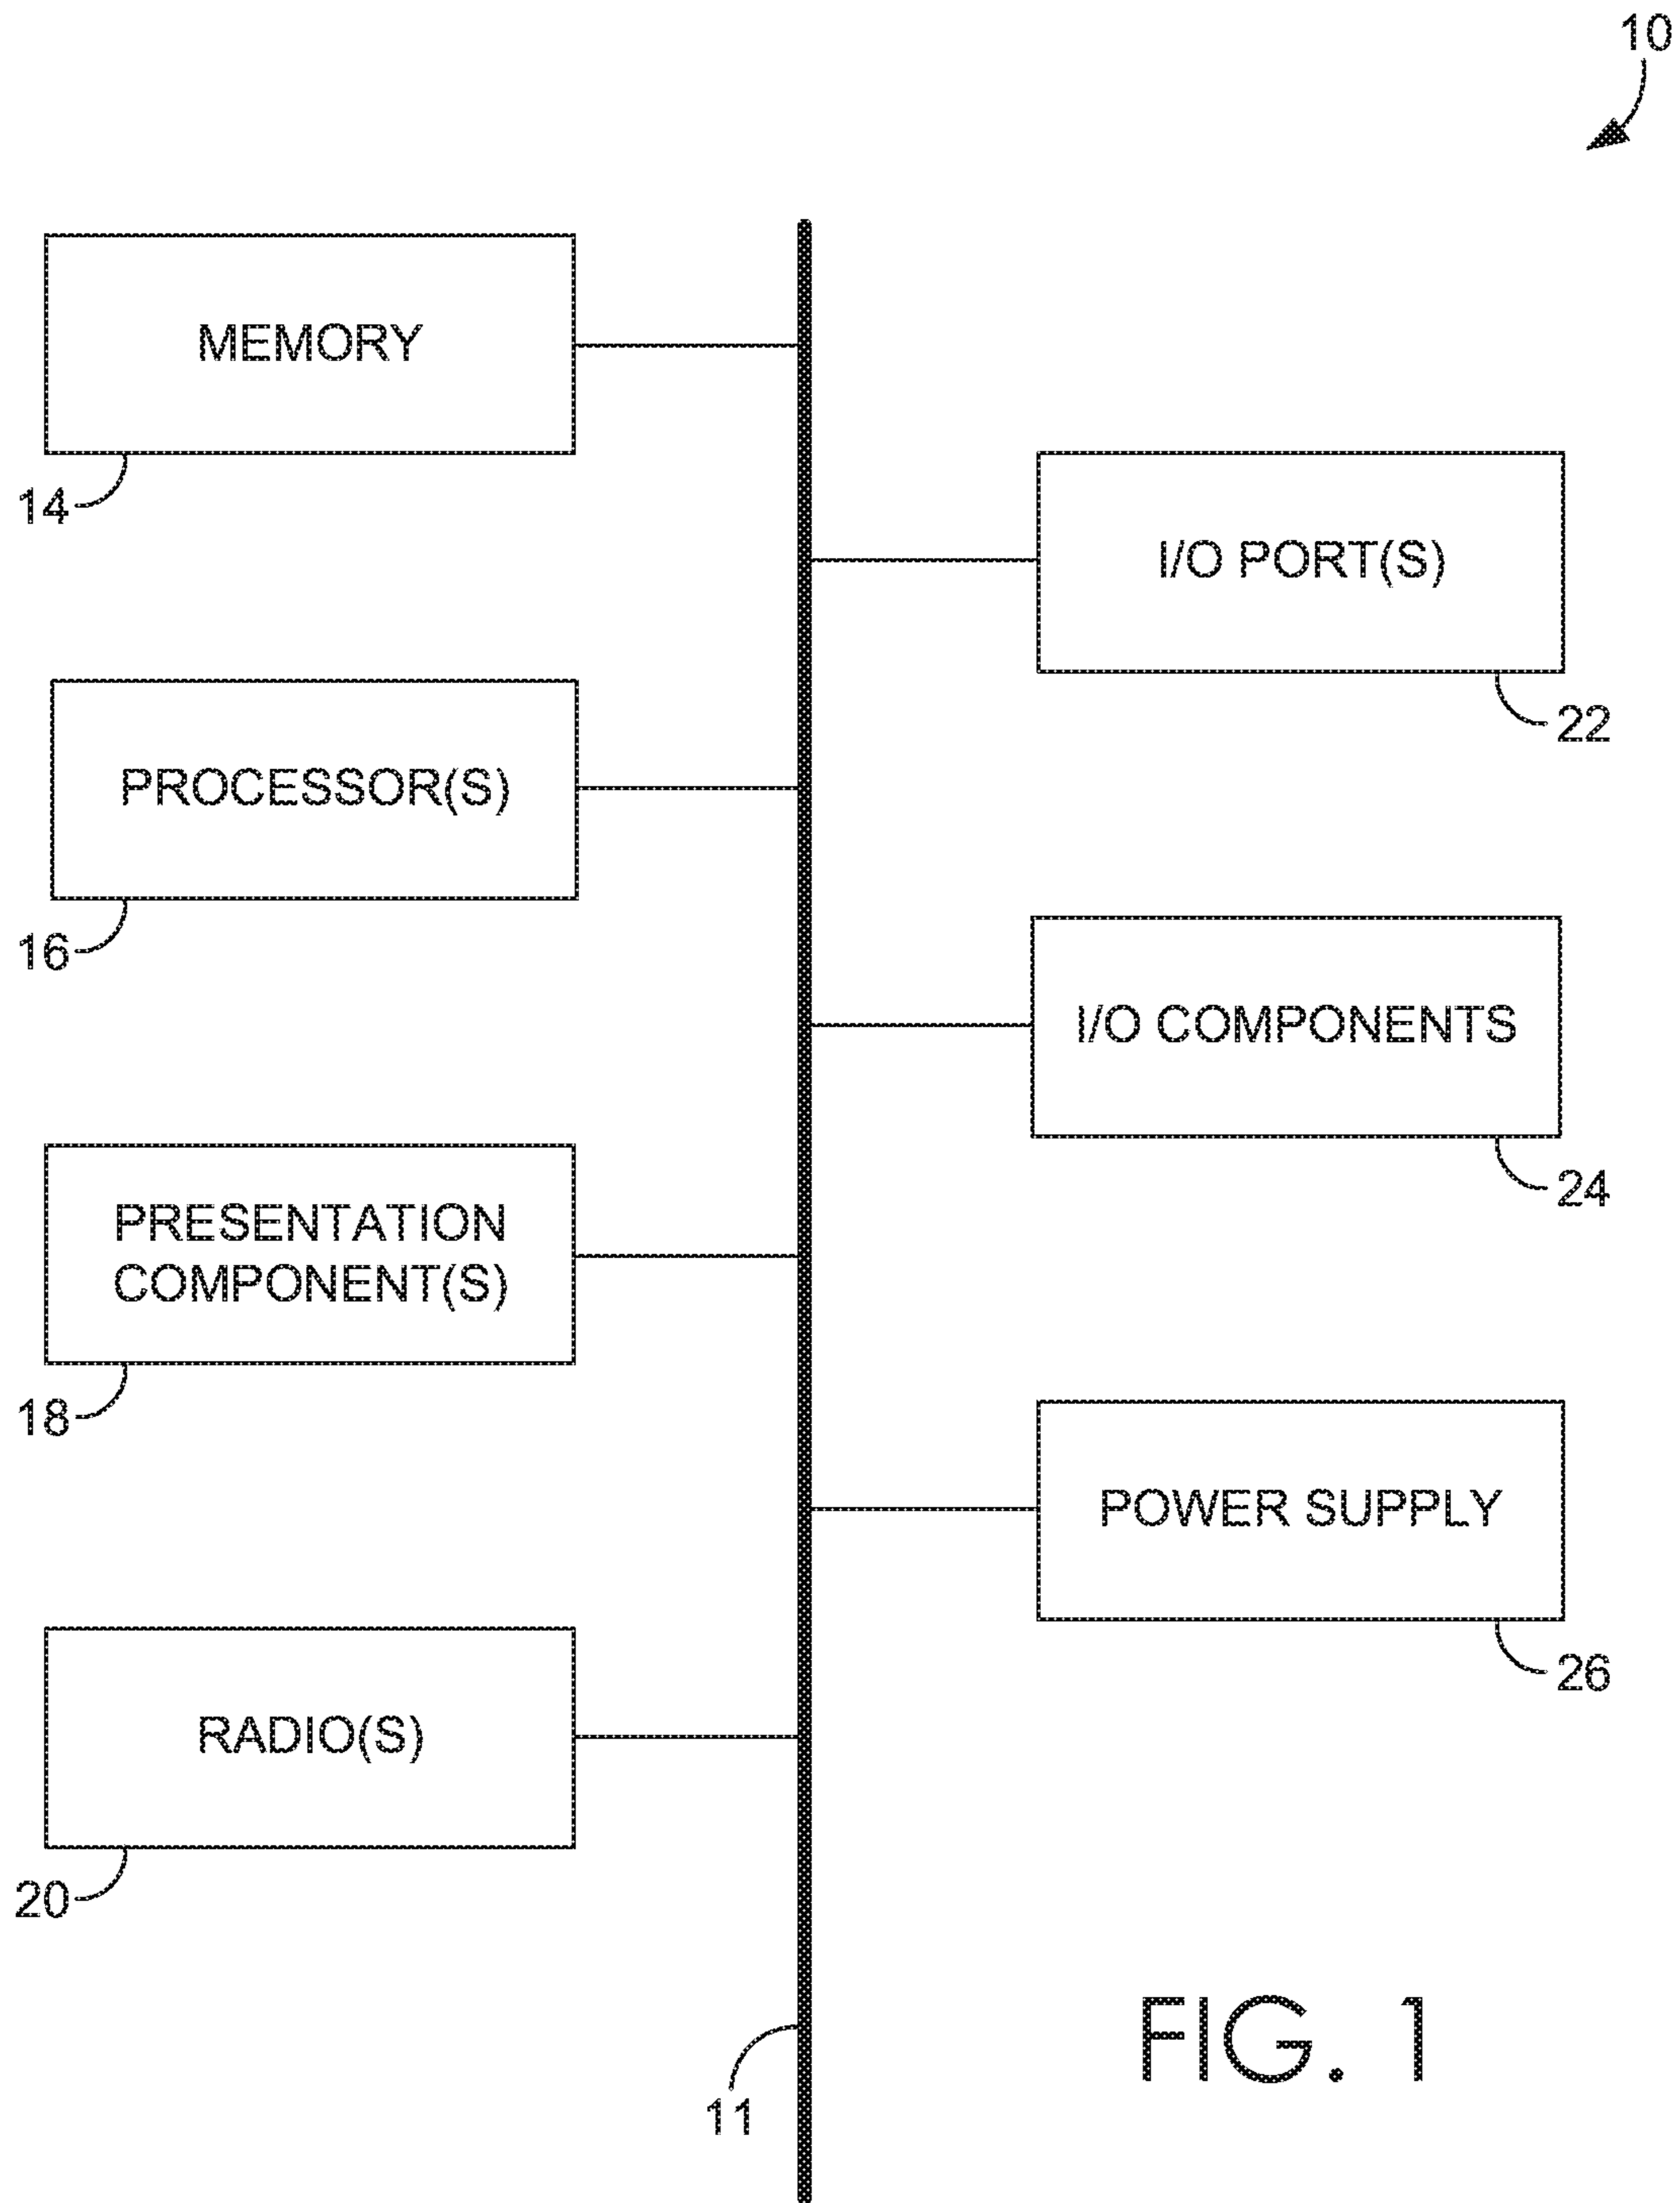 10
MEMORY
14
I/O PORT(S)
22
PROCESSOR(S)
16
I/O COMPONENTS
24
PRESENTATION
COMPONENT(S)
18
POWER SUPPLY
26
RADIO(S)
20
11
FIG. 1